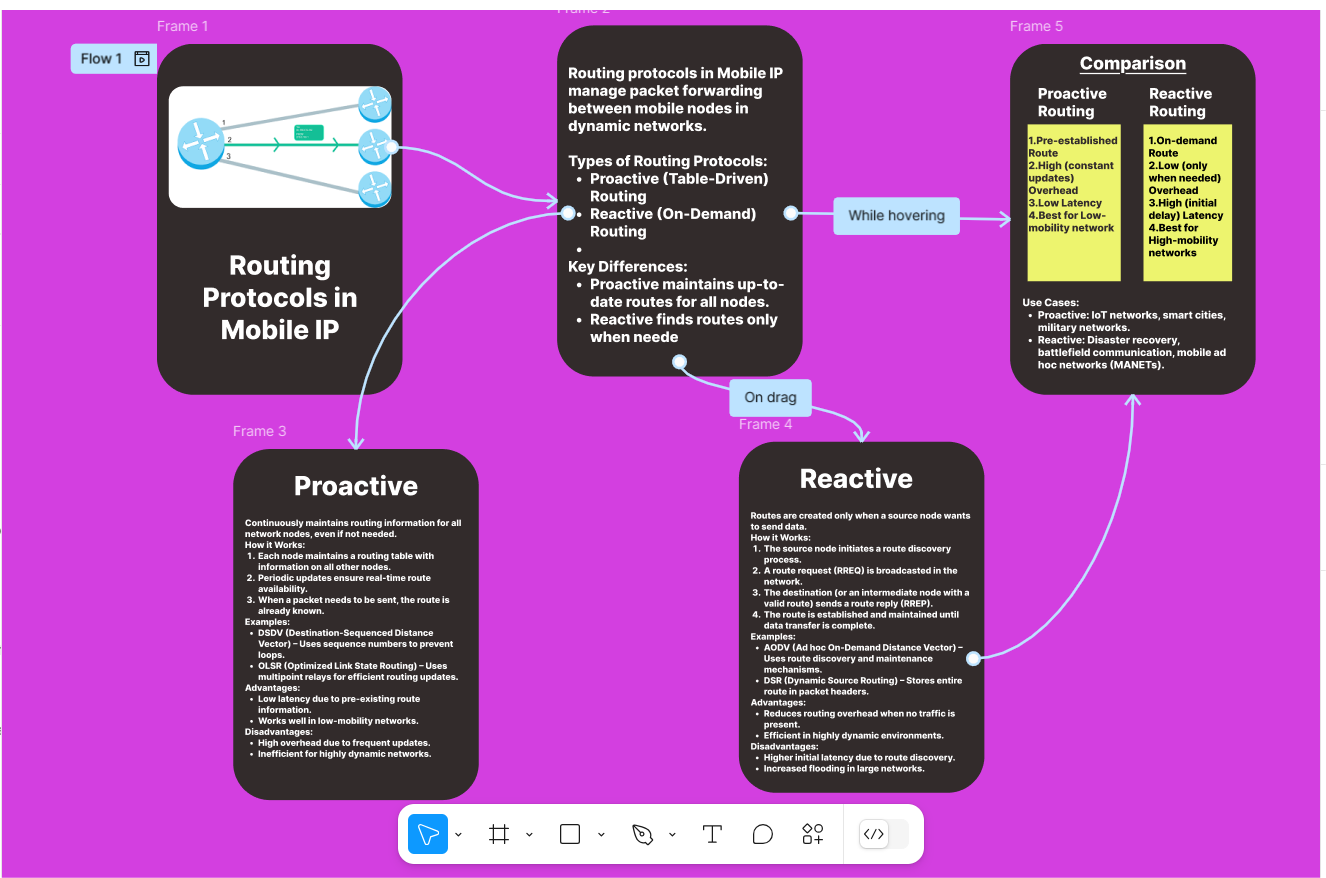 Frame 1
Flow 1
1
2
3
Routing
Protocols in
Mobile IP
Frame 2
Routing protocols in Mobile IP
manage packet forwarding
between mobile nodes in
dynamic networks.
Types of Routing Protocols:
• Proactive (Table-Driven)
Routing
• Reactive (On-Demand)
Routing
•
Key Differences:
• Proactive maintains up-to-
date routes for all nodes.
• Reactive finds routes only
when neede
While hovering
On drag
Frame 5
Comparison
Proactive
Routing
1.Pre-established
Route
2.High (constant
updates)
Overhead
3.Low Latency
4.Best for Low-
mobility network
Reactive
Routing
1.On-demand
Route
2.Low (only
when needed)
Overhead
3.High (initial
delay) Latency
4.Best for
High-mobility
networks
Use Cases:
• Proactive: IoT networks, smart cities,
military networks.
• Reactive: Disaster recovery,
battlefield communication, mobile ad
hoc networks (MANETs).
Frame 3
Proactive
Continuously maintains routing information for all
network nodes, even if not needed.
How it Works:
1. Each node maintains a routing table with
information on all other nodes.
2. Periodic updates ensure real-time route
availability.
3. When a packet needs to be sent, the route is
already known.
Examples:
• DSDV (Destination-Sequenced Distance
Vector) – Uses sequence numbers to prevent
loops.
• OLSR (Optimized Link State Routing) – Uses
multipoint relays for efficient routing updates.
Advantages:
• Low latency due to pre-existing route
information.
• Works well in low-mobility networks.
Disadvantages:
• High overhead due to frequent updates.
• Inefficient for highly dynamic networks.
Frame 4
Reactive
Routes are created only when a source node wants
to send data.
How it Works:
1. The source node initiates a route discovery
process.
2. A route request (RREQ) is broadcasted in the
network.
3. The destination (or an intermediate node with a
valid route) sends a route reply (RREP).
4. The route is established and maintained until
data transfer is complete.
Examples:
• AODV (Ad hoc On-Demand Distance Vector) –
Uses route discovery and maintenance
mechanisms.
• DSR (Dynamic Source Routing) – Stores entire
route in packet headers.
Advantages:
• Reduces routing overhead when no traffic is
present.
• Efficient in highly dynamic environments.
Disadvantages:
• Higher initial latency due to route discovery.
• Increased flooding in large networks.